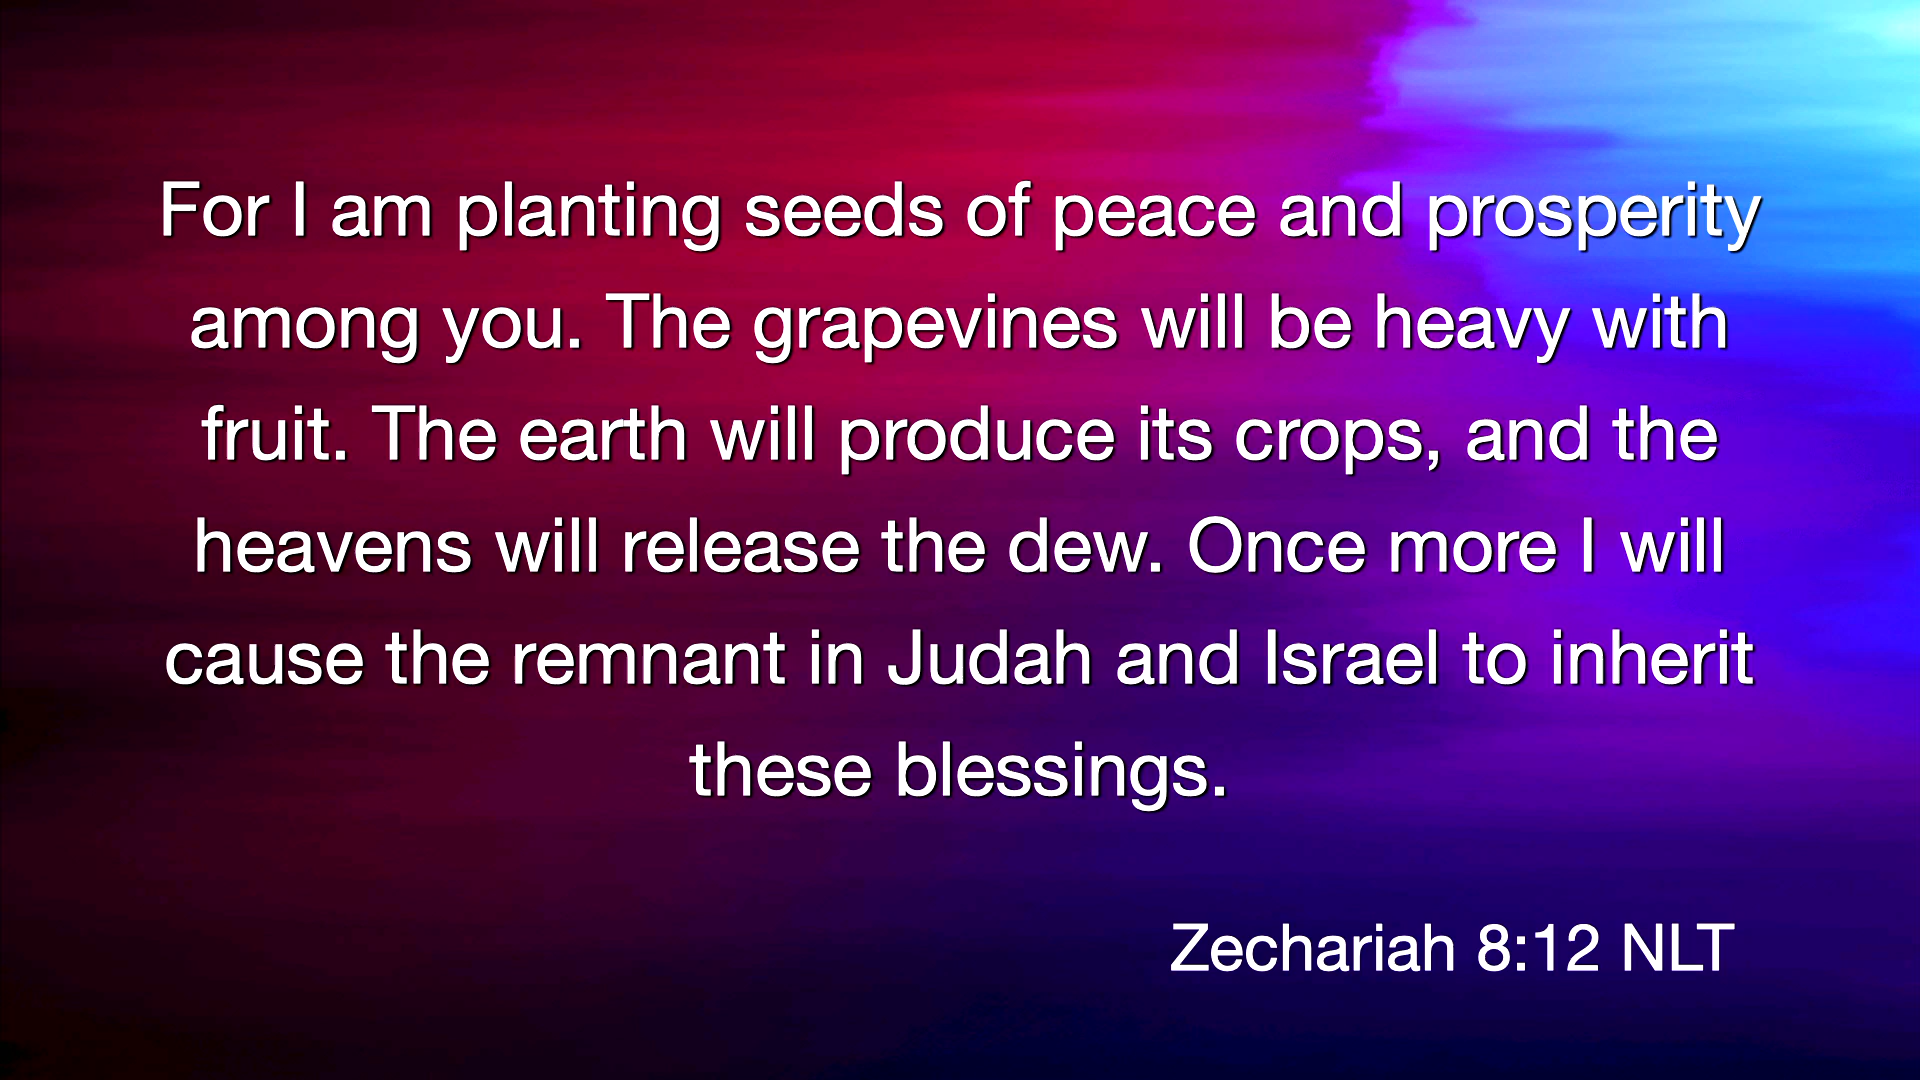 For I am planting seeds of peace and prosperity
among you. The grapevines will be heavy with
fruit. The earth will produce its crops, and the
heavens will release the dew. Once more I will
cause the remnant in Judah and Israel to inherit
these blessings.
Zechariah 8:12 NLT